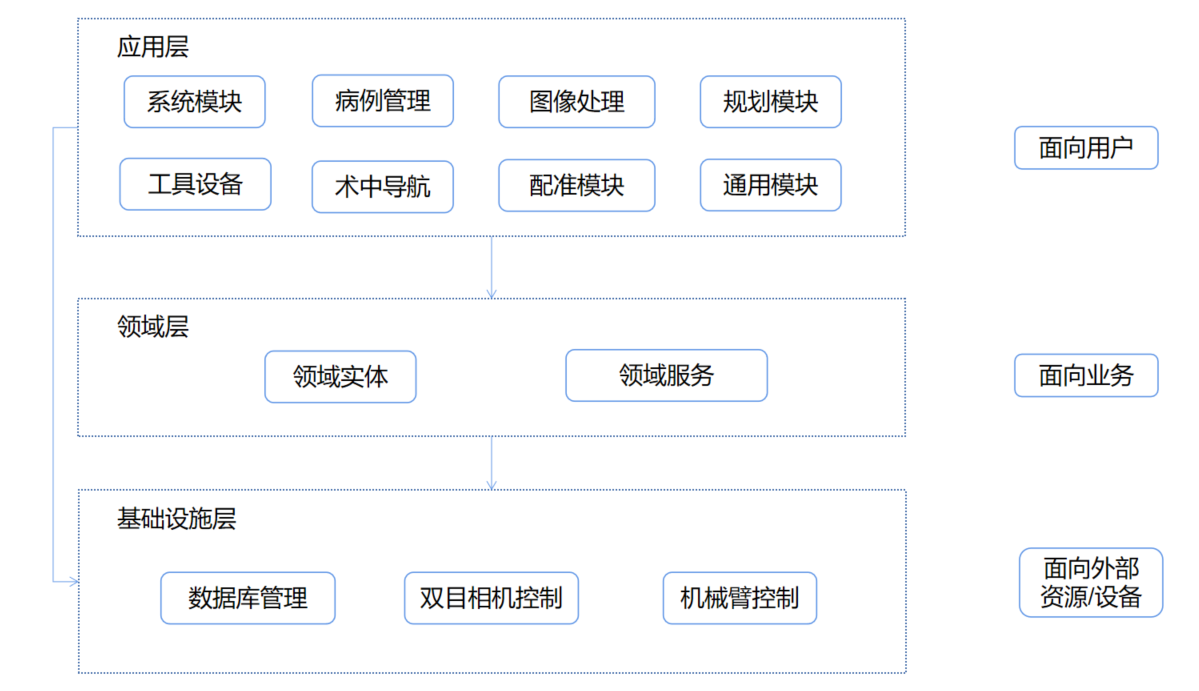 应用层
系统模块
病例管理
图像处理
规划模块
工具设备
术中导航
配准模块
通用模块
面向用户
领域层
领域实体
领域服务
面向业务
基础设施层
数据库管理
双目相机控制
机械臂控制
面向外部
资源/设备